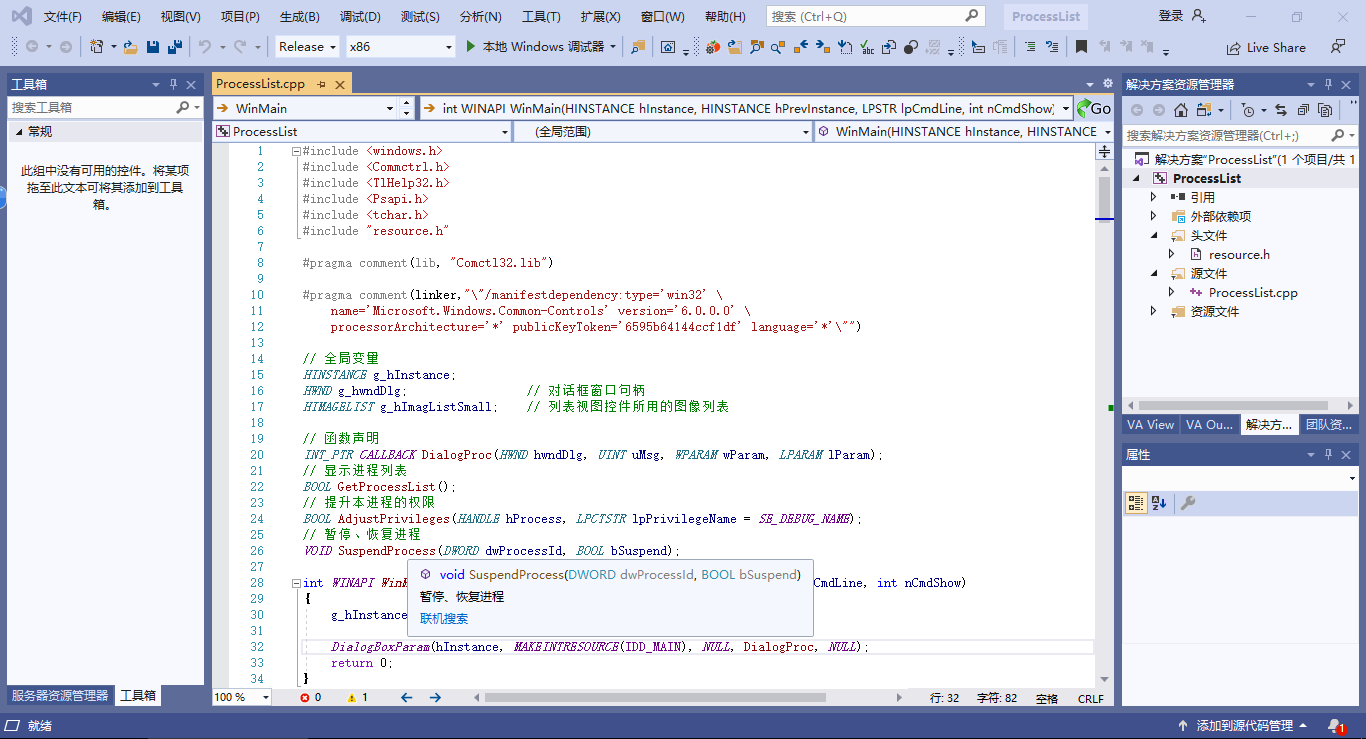 文件(F) 编辑(E) 视图(V) 项目(P) 生成(B) 调试(D) 测试(S) 分析(N) 工具(T) 扩展(X) 窗口(W) 帮助(H) 搜索 (Ctrl+Q) ProcessList 登录
Release x86 本地 Windows 调试器 Live Share
工具箱
搜索工具箱
常规
此组中没有可用的控件。将某项
拖至此文本可将其添加到工具
箱。
服务器资源管理器 工具箱
ProcessList.cpp
WinMain int WINAPI WinMain(HINSTANCE hInstance, HINSTANCE hPrevInstance, LPSTR lpCmdLine, int nCmdShow) Go
ProcessList (全局范围) WinMain(HINSTANCE hInstance, HINSTANCE
1 #include <windows.h>
2 #include <Commctrl.h>
3 #include <TlHelp32.h>
4 #include <Psapi.h>
5 #include <tchar.h>
6 #include "resource.h"
7
8 #pragma comment(lib, "Comctl32.lib")
9
10 #pragma comment(linker,"\"/manifestdependency:type='win32' \
11 name='Microsoft.Windows.Common-Controls' version='6.0.0.0' \
12 processorArchitecture='*' publicKeyToken='6595b64144ccf1df' language='*'\"")
13
14 // 全局变量
15 HINSTANCE g_hInstance;
16 HWND g_hwndDlg; // 对话框窗口句柄
17 HIMAGELIST g_hImagListSmall; // 列表视图控件所用的图像列表
18
19 // 函数声明
20 INT_PTR CALLBACK DialogProc(HWND hwndDlg, UINT uMsg, WPARAM wParam, LPARAM lParam);
21 // 显示进程列表
22 BOOL GetProcessList();
23 // 提升本进程的权限
24 BOOL AdjustPrivileges(HANDLE hProcess, LPCTSTR lpPrivilegeName = SE_DEBUG_NAME);
25 // 暂停、恢复进程
26 VOID SuspendProcess(DWORD dwProcessId, BOOL bSuspend);
27
void SuspendProcess(DWORD dwProcessId, BOOL bSuspend)
暂停、恢复进程
联机搜索
28 int WINAPI CmdLine, int nCmdShow)
29 {
30 g_hInstance
31
32 DialogBoxParam(hInstance, MAKEINTRESOURCE(IDD_MAIN), NULL, DialogProc, NULL);
33 return 0;
34 }
100 % 0 1 行: 32 字符: 82 空格 CRLF
解决方案资源管理器
搜索解决方案资源管理器(Ctrl+;)
解决方案"ProcessList"(1 个项目/共 1
ProcessList
引用
外部依赖项
头文件
resource.h
源文件
ProcessList.cpp
资源文件
VA View VA Ou... 解决方... 团队资...
属性
就绪 添加到源代码管理 1